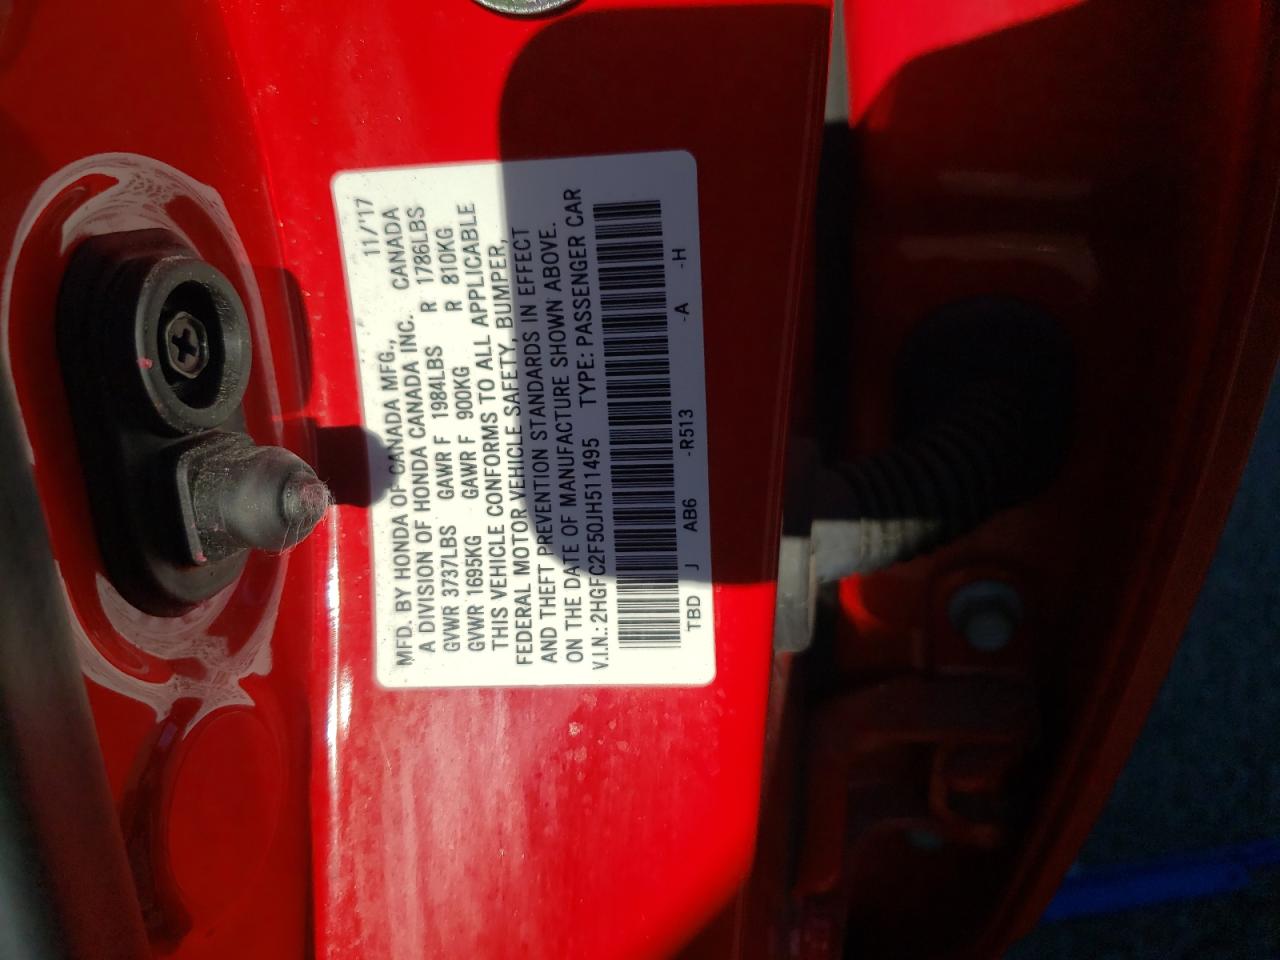 MFD. BY HONDA OF CANADA MFG., 11/'17
A DIVISION OF HONDA CANADA INC. CANADA
GVWR 3737LBS GAWR F 1984LBS R 1786LBS
GVWR 1695KG GAWR F 900KG R 810KG
THIS VEHICLE CONFORMS TO ALL APPLICABLE
FEDERAL MOTOR VEHICLE SAFETY, BUMPER,
AND THEFT PREVENTION STANDARDS IN EFFECT
ON THE DATE OF MANUFACTURE SHOWN ABOVE.
V.I.N.: 2HGFC2F50JH511495 TYPE: PASSENGER CAR
TBD J AB6 -R513 -A -H